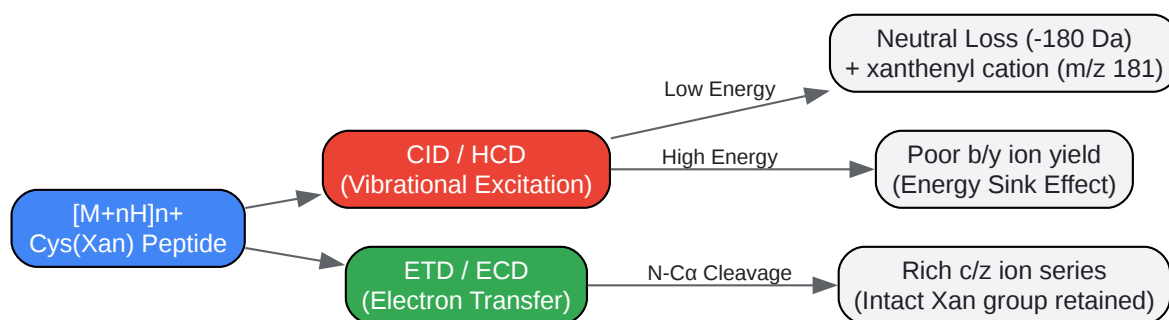 Neutral Loss (-180 Da)
+ xanthenyl cation (m/z 181)
Low Energy
CID / HCD
(Vibrational Excitation)
High Energy
Poor b/y ion yield
(Energy Sink Effect)
[M+nH]n+
Cys(Xan) Peptide
ETD / ECD
(Electron Transfer)
N-Cα Cleavage
Rich c/z ion series
(Intact Xan group retained)